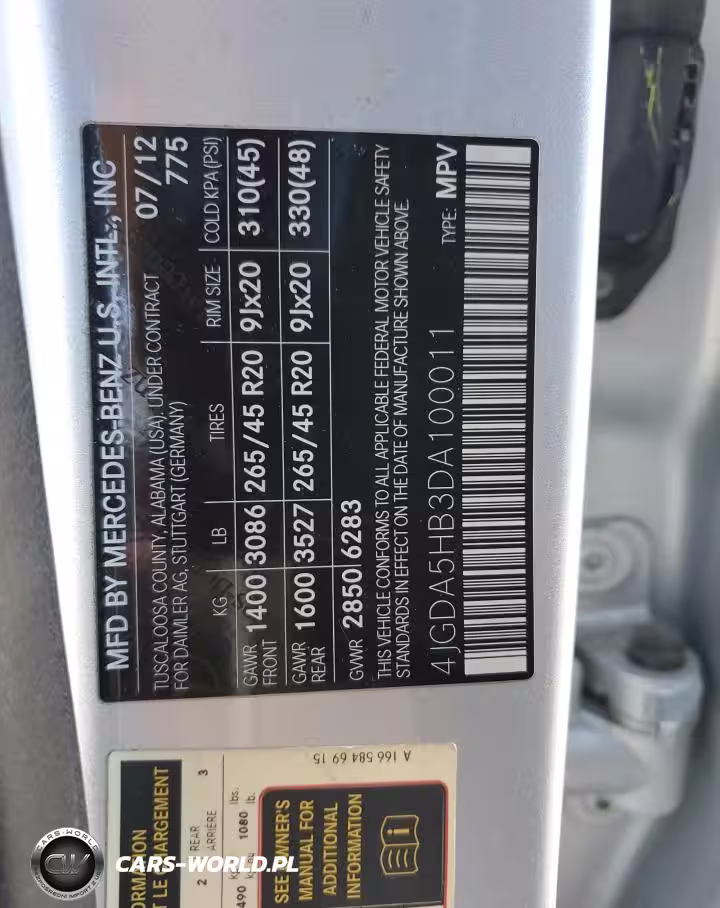 MFD BY MERCEDES-BENZ U.S. INTL., INC
TUSCALOOSA COUNTY, ALABAMA (USA), UNDER CONTRACT 07/12
FOR DAIMLER AG, STUTTGART (GERMANY) 775
KG LB TIRES RIM SIZE COLD KPA(PSI)
GAWR FRONT 1400 3086 265/45 R20 9Jx20 310(45)
GAWR REAR 1600 3527 265/45 R20 9Jx20 330(48)
GVWR 2850 6283
THIS VEHICLE CONFORMS TO ALL APPLICABLE FEDERAL MOTOR VEHICLE SAFETY
STANDARDS IN EFFECT ON THE DATE OF MANUFACTURE SHOWN ABOVE.
4JGDA5HB3DA100011 TYPE: MPV
A 166 584 69 15
LE CHARGEMENT
2 REAR ARRIÈRE 3
490 1080 lbs.
lb.
SEE OWNER'S
MANUAL FOR
ADDITIONAL
INFORMATION
i
CARS-WORLD
CW
CARS-WORLD.PL